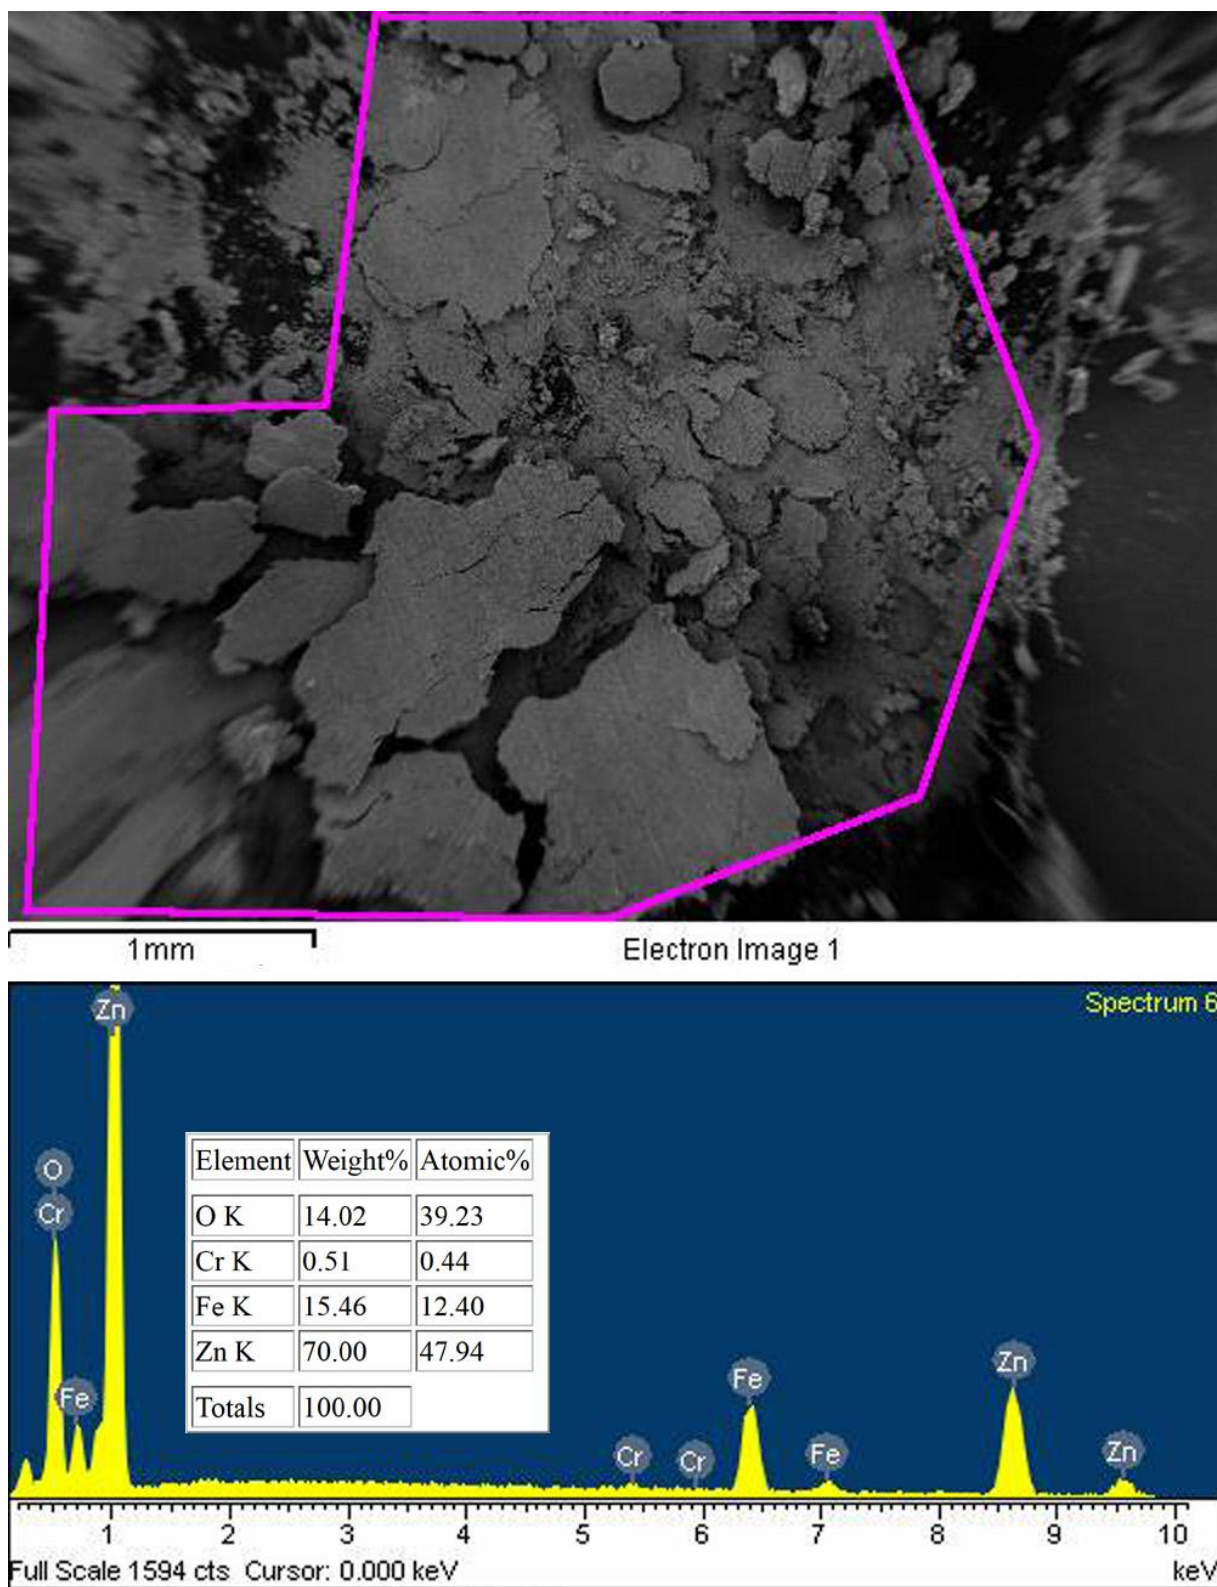 1mm
Electron Image 1
Spectrum 6
Zn
O
Cr
Fe
Element Weight% Atomic%
O K 14.02 39.23
Cr K 0.51 0.44
Fe K 15.46 12.40
Zn K 70.00 47.94
Totals 100.00
Cr
Cr
Fe
Fe
Zn
Zn
1 2 3 4 5 6 7 8 9 10
Full Scale 1594 cts Cursor: 0.000 keV
keV